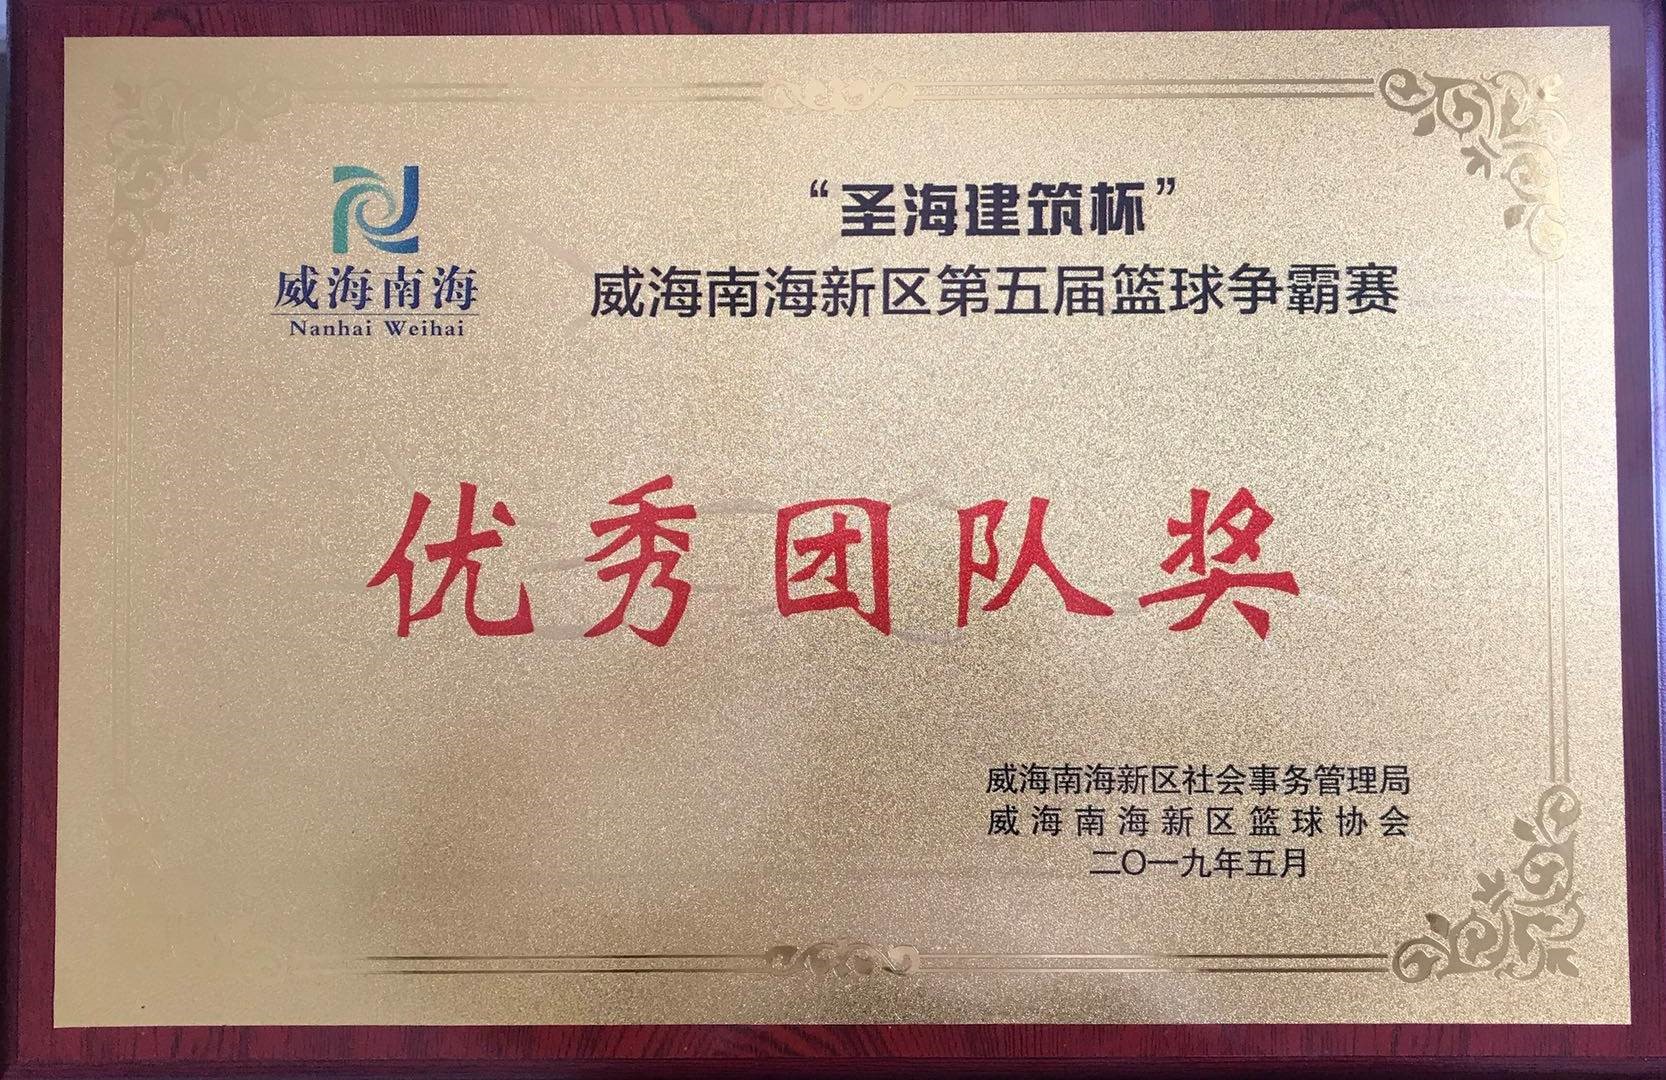 威海南海
Nanhai Weihai
“圣海建筑杯”
威海南海新区第五届篮球争霸赛
优秀团队奖
威海南海新区社会事务管理局
威海南海新区篮球协会
二〇一九年五月